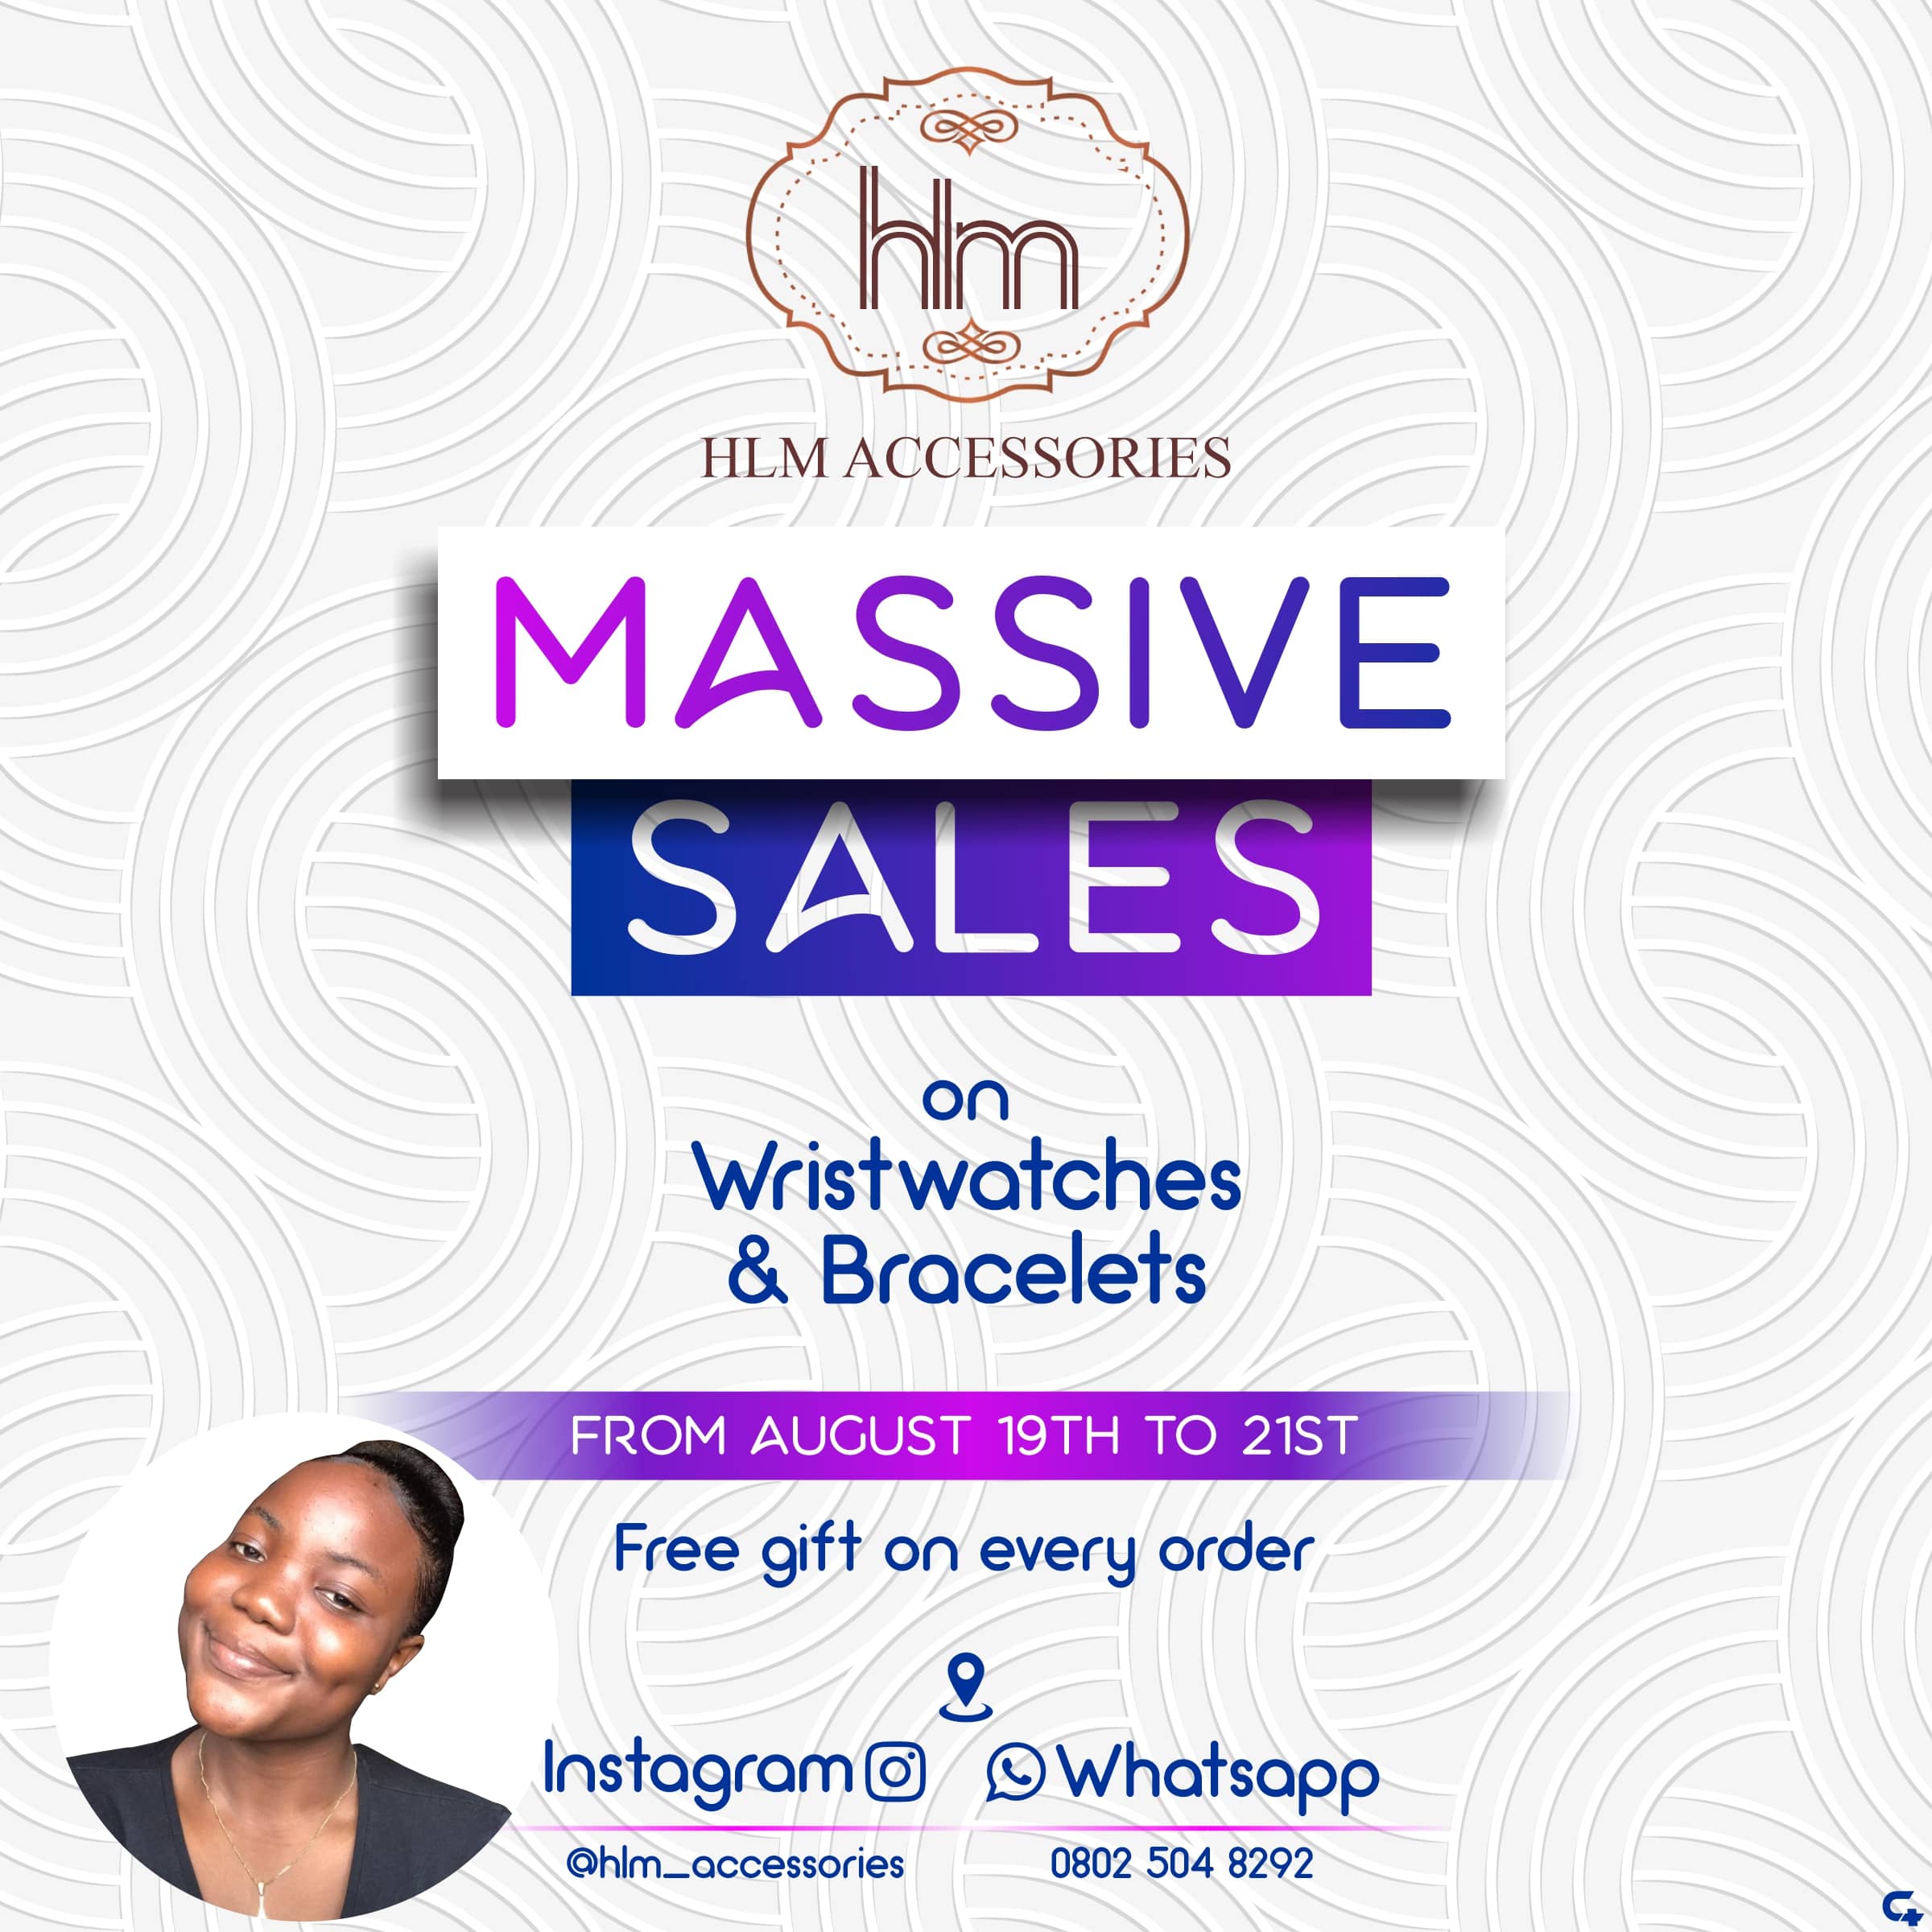 hlm
HLM ACCESSORIES
MASSIVE
SALES
on
Wristwatches
& Bracelets
FROM AUGUST 19TH TO 21ST
Free gift on every order
Instagram Whatsapp
@hlm_accessories 0802 504 8292